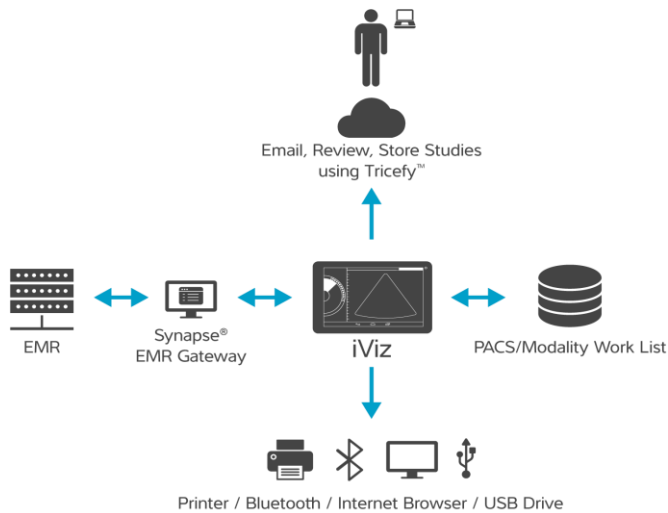 Email, Review, Store Studies
using Tricefy™
EMR
Synapse®
EMR Gateway
iViz
PACS/Modality Work List
Printer / Bluetooth / Internet Browser / USB Drive